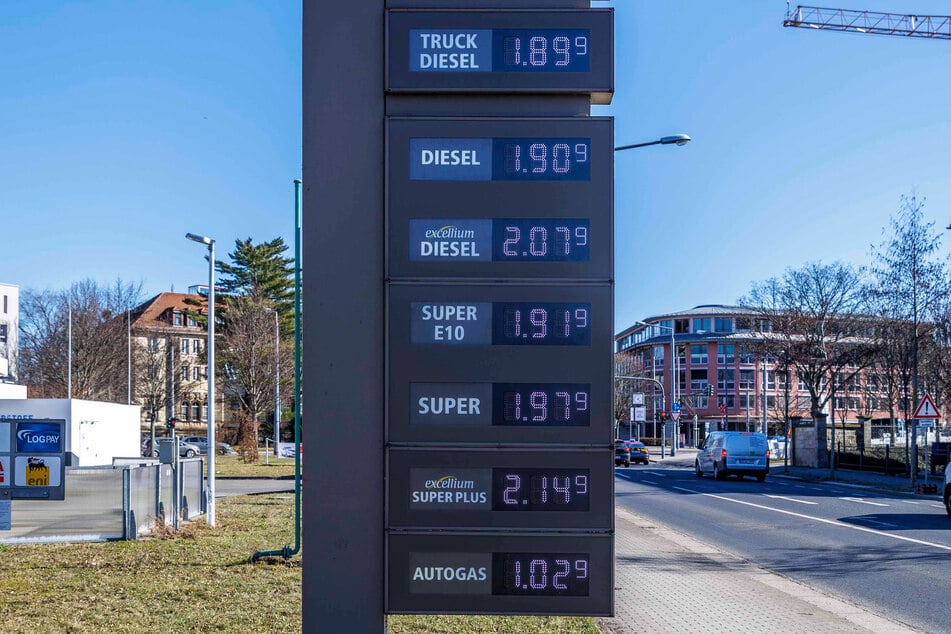 TRUCK
DIESEL 1.89⁹
DIESEL 1.90⁹
excellium
DIESEL 2.07⁹
SUPER
E10 1.91⁹
SUPER 1.97⁹
excellium
SUPER PLUS 2.14⁹
AUTOGAS 1.02⁹
LOGPAY
eni